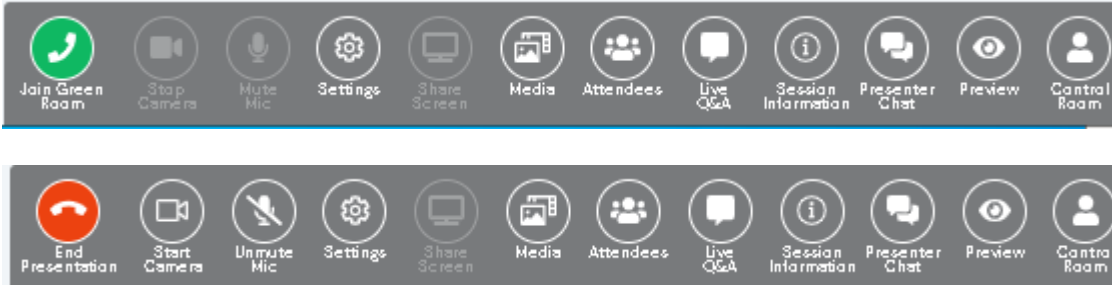 Join Green Room
Stop Camera
Mute Mic
Settings
Share Screen
Media
Attendees
Live Q&A
Session Information
Presenter Chat
Preview
Control Room
End Presentation
Start Camera
Unmute Mic
Settings
Share Screen
Media
Attendees
Live Q&A
Session Information
Presenter Chat
Preview
Contro Room